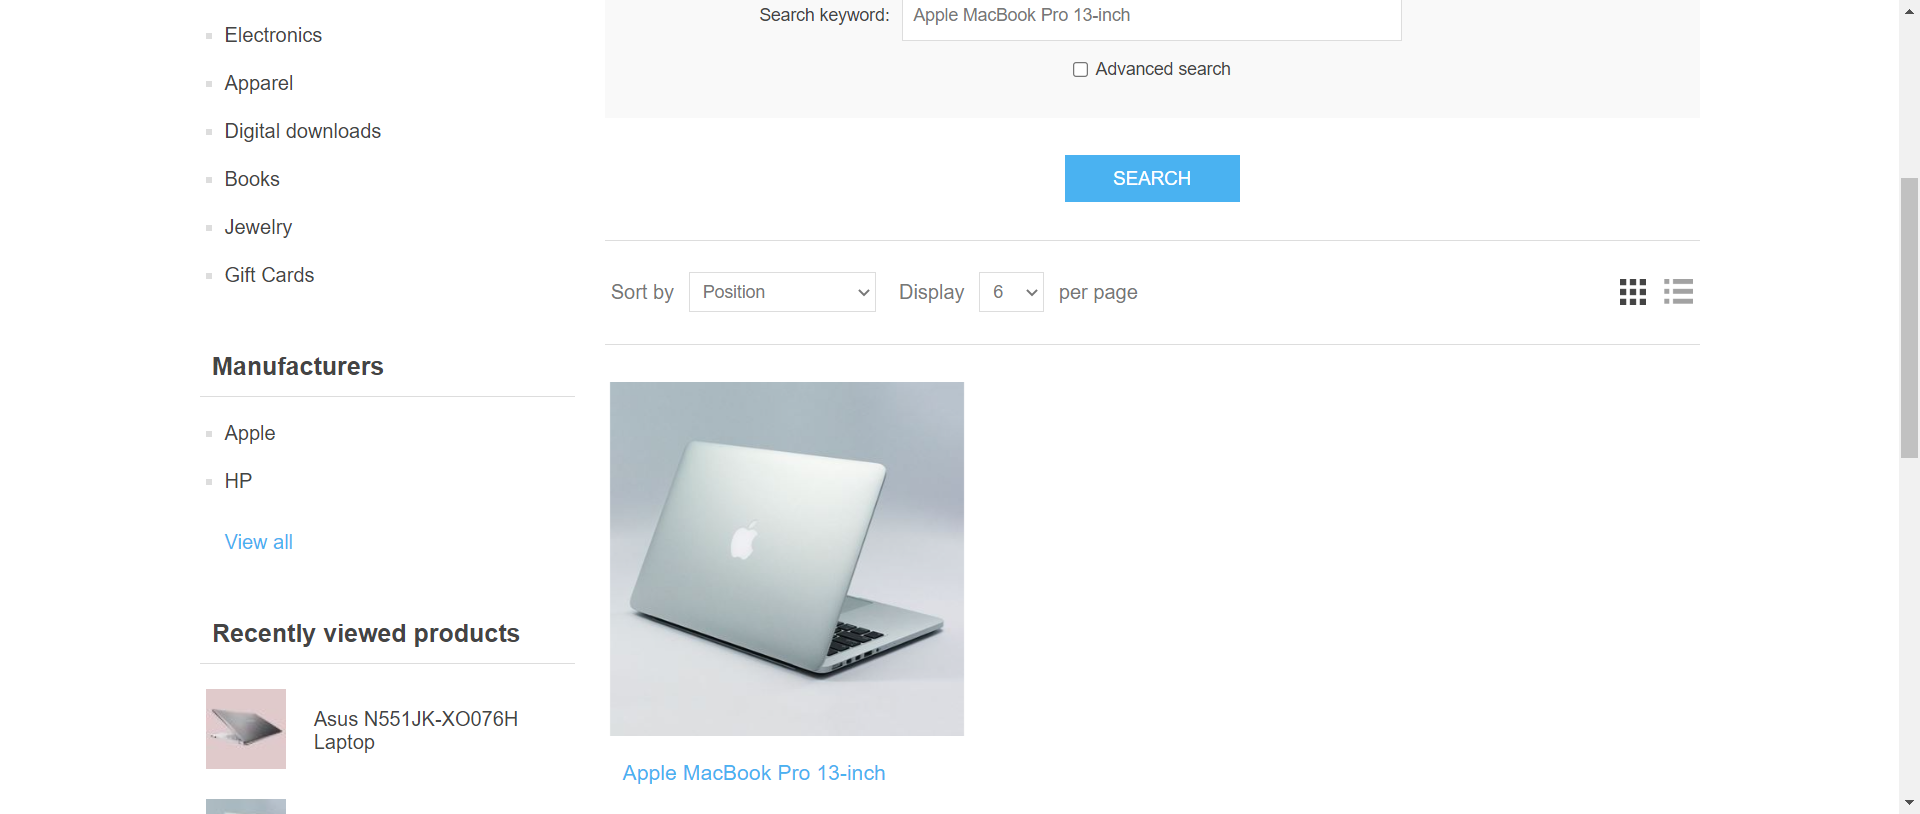 Electronics
Apparel
Digital downloads
Books
Jewelry
Gift Cards
Manufacturers
Apple
HP
View all
Recently viewed products
Asus N551JK-XO076H
Laptop
Search keyword: Apple MacBook Pro 13-inch
Advanced search
SEARCH
Sort by Position Display 6 per page
Apple MacBook Pro 13-inch